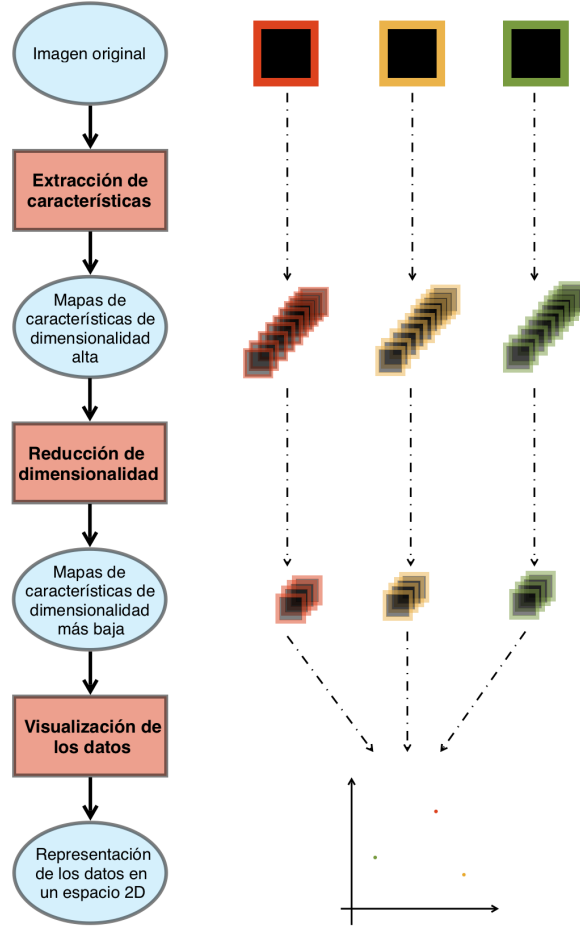 Imagen original
Extracción de
características
Mapas de
características de
dimensionalidad
alta
Reducción de
dimensionalidad
Mapas de
características de
dimensionalidad
más baja
Visualización de
los datos
Representación
de los datos en
un espacio 2D